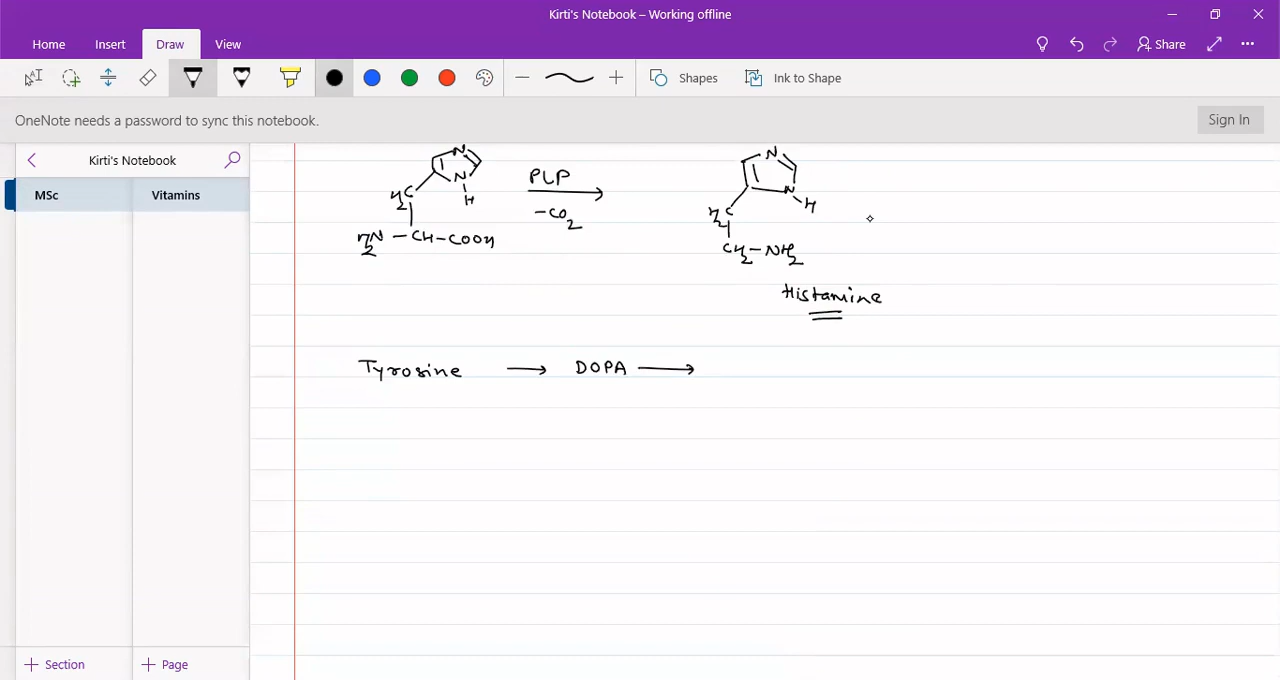 Kirti's Notebook – Working offline
Home Insert Draw View Share
Shapes Ink to Shape
OneNote needs a password to sync this notebook. Sign In
Kirti's Notebook
MSc Vitamins
N
N
H
H2C
H2N – CH – COOH
PLP
– CO2
N
N
H
H2C
CH2 – NH2
Histamine
Tyrosine → DOPA →
+ Section + Page